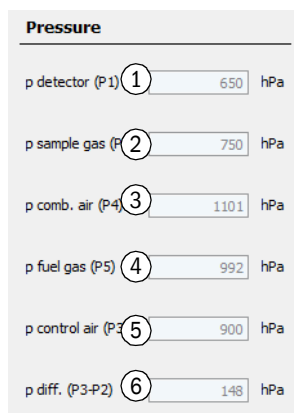 Pressure
p detector (P1) 1 650 hPa
p sample gas (P 2 750 hPa
p comb. air (P4) 3 1101 hPa
p fuel gas (P5) 4 992 hPa
p control air (P3 5 900 hPa
p diff. (P3-P2) 6 148 hPa